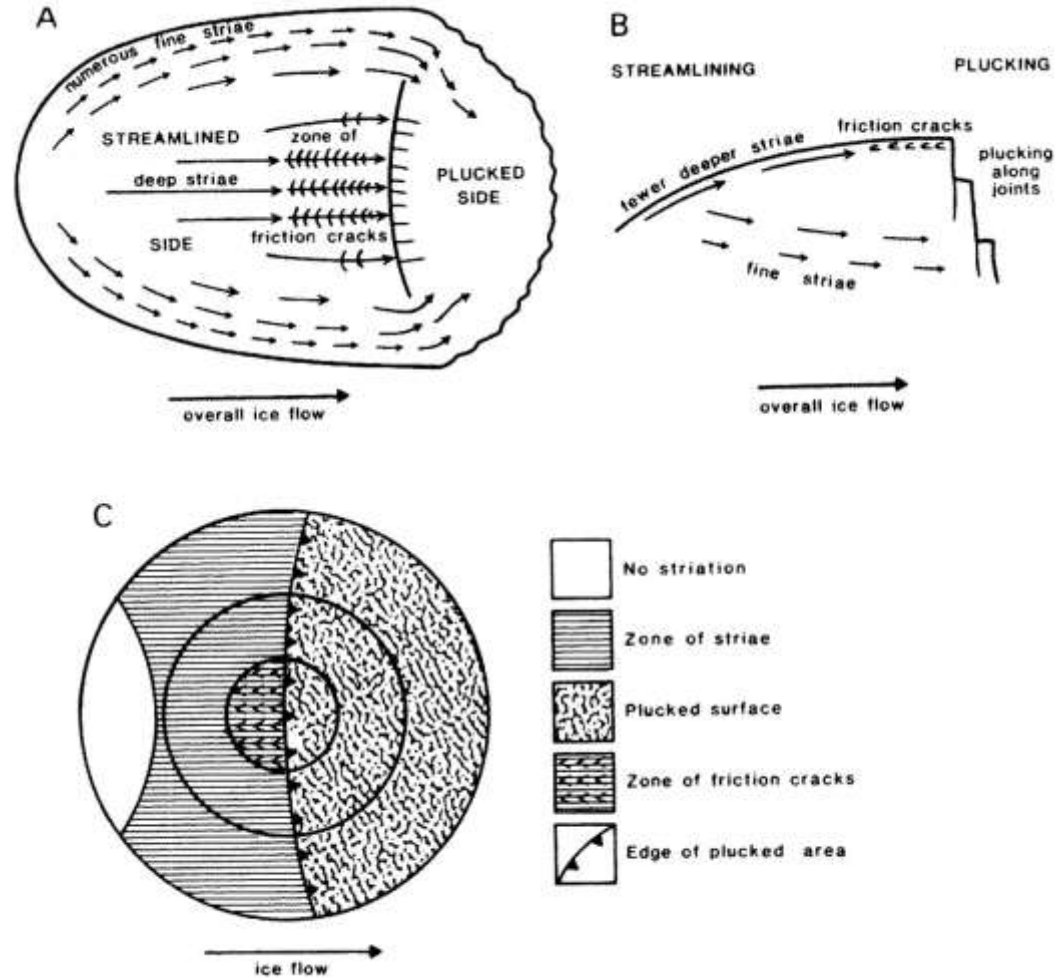 A
numerous fine striae
STREAMLINED
zone of
deep striae
PLUCKED
SIDE
SIDE
friction cracks
overall ice flow
B
STREAMLINING
PLUCKING
friction cracks
fewer deeper striae
plucking
along
joints
fine striae
overall ice flow
C
No striation
Zone of striae
Plucked surface
Zone of friction cracks
Edge of plucked area
ice flow